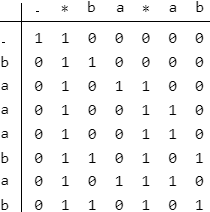 - * b a * a b
- 1 1 0 0 0 0 0
b 0 1 1 0 0 0 0
a 0 1 0 1 1 0 0
a 0 1 0 0 1 1 0
a 0 1 0 0 1 1 0
b 0 1 1 0 1 0 1
a 0 1 0 1 1 1 0
b 0 1 1 0 1 0 1